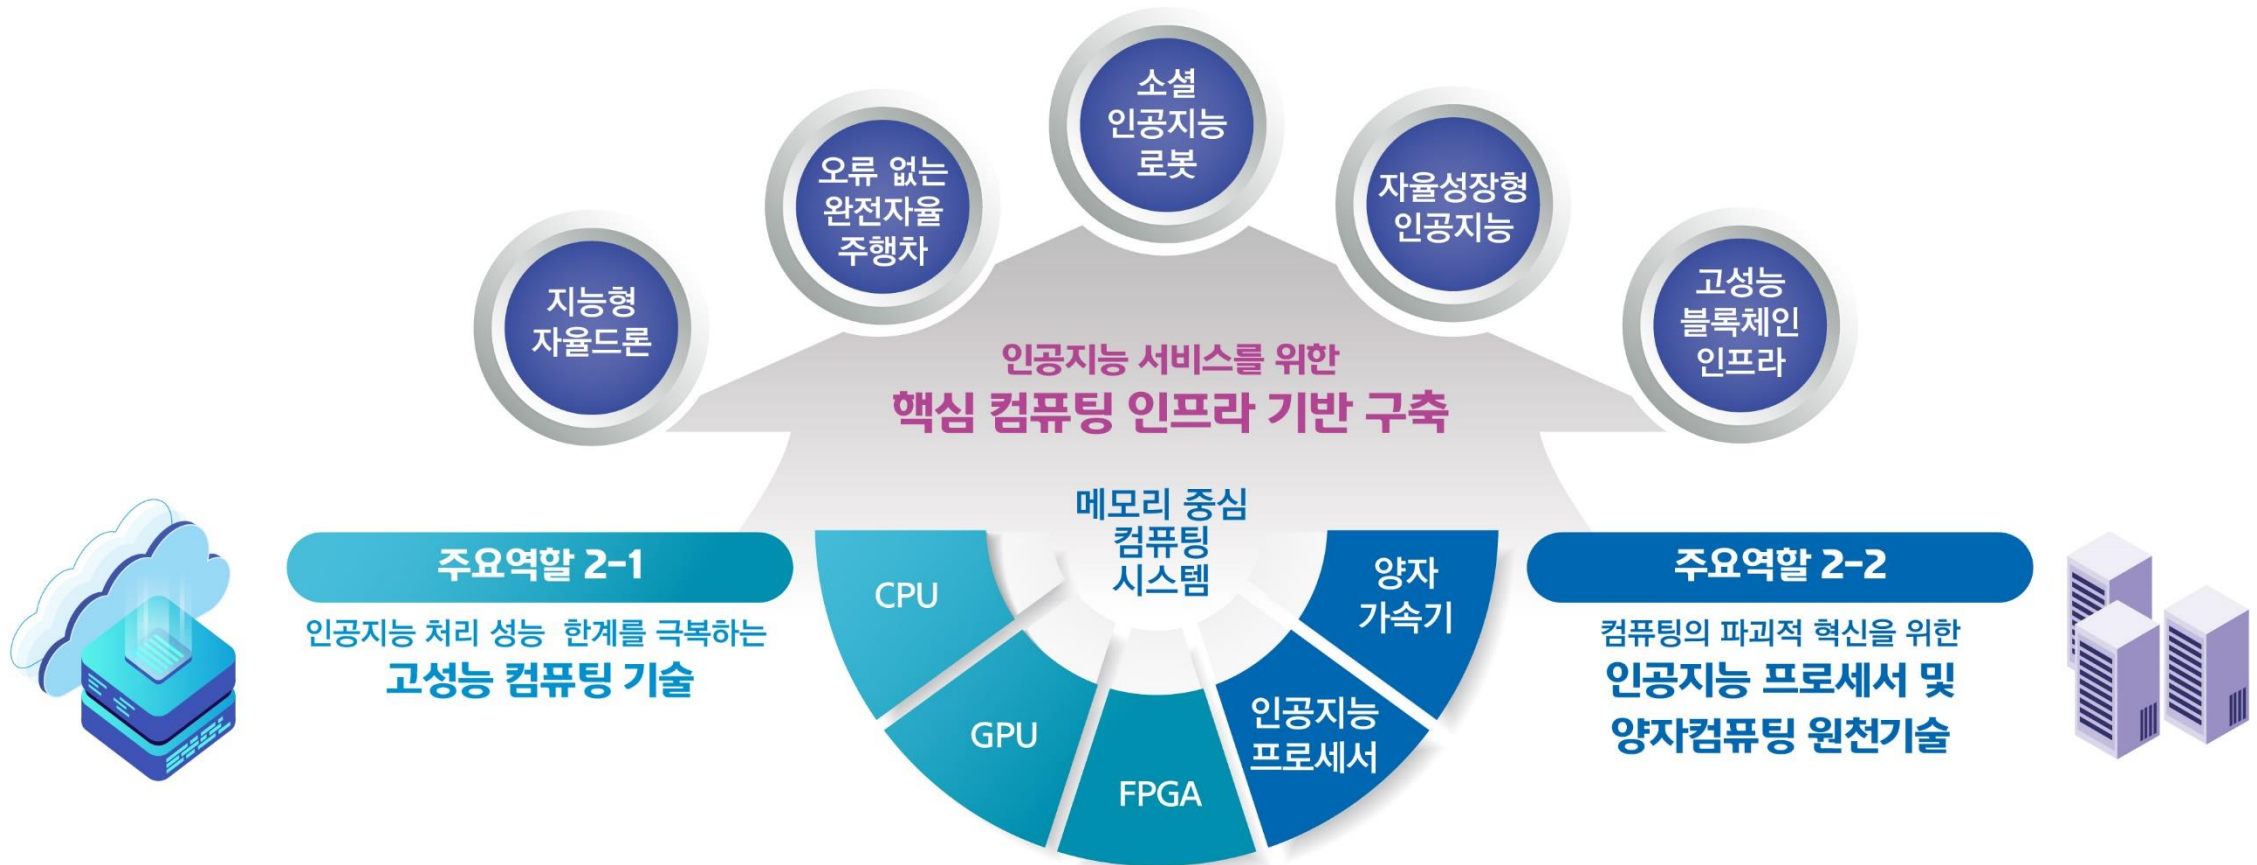 소셜
인공지능
로봇
오류 없는
완전자율
주행차
자율성장형
인공지능
지능형
자율드론
고성능
블록체인
인프라
인공지능 서비스를 위한
핵심 컴퓨팅 인프라 기반 구축
메모리 중심
컴퓨팅
시스템
주요역할 2-1
인공지능 처리 성능 한계를 극복하는
고성능 컴퓨팅 기술
CPU
GPU
FPGA
인공지능
프로세서
양자
가속기
주요역할 2-2
컴퓨팅의 파괴적 혁신을 위한
인공지능 프로세서 및
양자컴퓨팅 원천기술